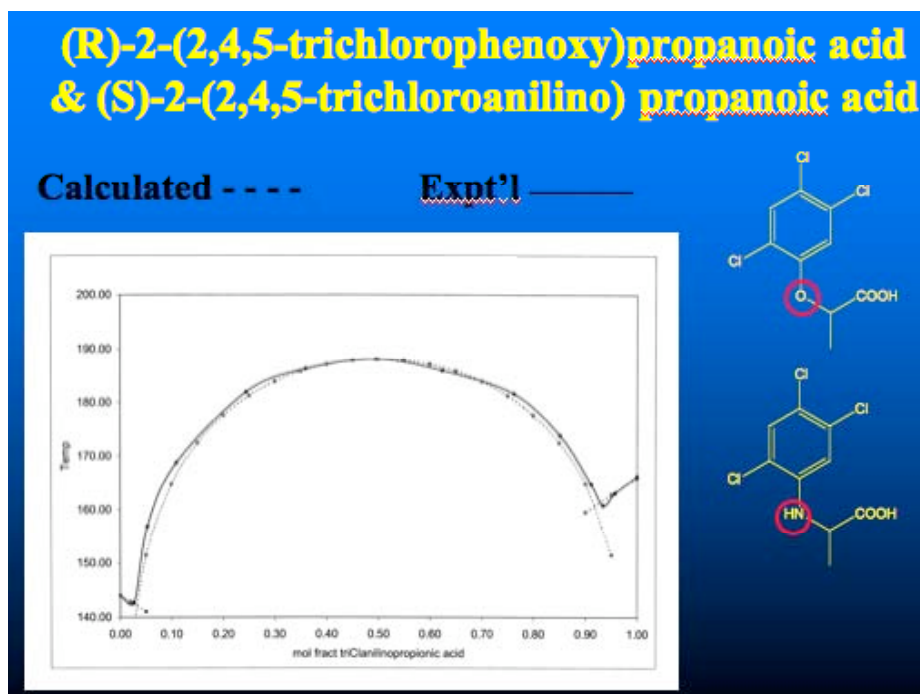 (R)-2-(2,4,5-trichlorophenoxy)propanoic acid
& (S)-2-(2,4,5-trichloroanilino) propanoic acid
Calculated - - - - Expt'l
Cl
Cl
Cl
O
COOH
Cl
Cl
Cl
HN
COOH
200.00
190.00
180.00
170.00
160.00
150.00
140.00
Temp
0.00 0.10 0.20 0.30 0.40 0.50 0.60 0.70 0.80 0.90 1.00
mol fract triClanilinopropionic acid